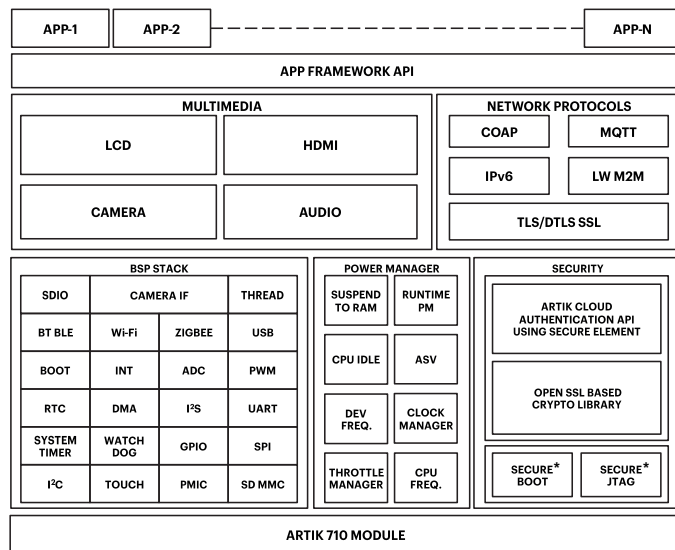 APP-1
APP-2
APP-N
APP FRAMEWORK API
MULTIMEDIA
LCD
HDMI
CAMERA
AUDIO
NETWORK PROTOCOLS
COAP
MQTT
IPv6
LW M2M
TLS/DTLS SSL
BSP STACK
SDIO
CAMERA IF
THREAD
BT BLE
Wi-Fi
ZIGBEE
USB
BOOT
INT
ADC
PWM
RTC
DMA
I²S
UART
SYSTEM
TIMER
WATCH
DOG
GPIO
SPI
I²C
TOUCH
PMIC
SD MMC
POWER MANAGER
SUSPEND
TO RAM
RUNTIME
PM
CPU IDLE
ASV
DEV
FREQ.
CLOCK
MANAGER
THROTTLE
MANAGER
CPU
FREQ.
SECURITY
ARTIK CLOUD
AUTHENTICATION API
USING SECURE ELEMENT
OPEN SSL BASED
CRYPTO LIBRARY
SECURE*
BOOT
SECURE*
JTAG
ARTIK 710 MODULE